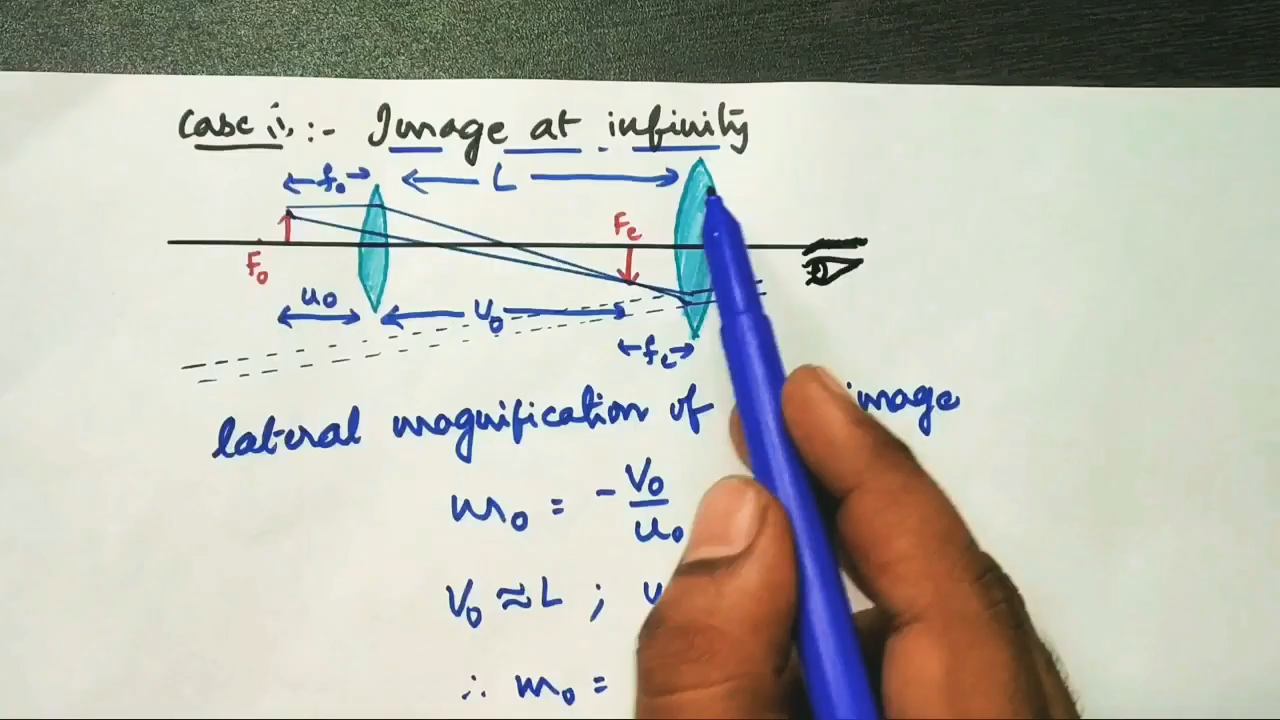 Case ii, :- Image at infinity
f₀ L
Fe
F₀
u₀ V₀
fe
lateral magnification of image
m₀ = - V₀/u₀
V₀ ≈ L ; u
∴ m₀ =